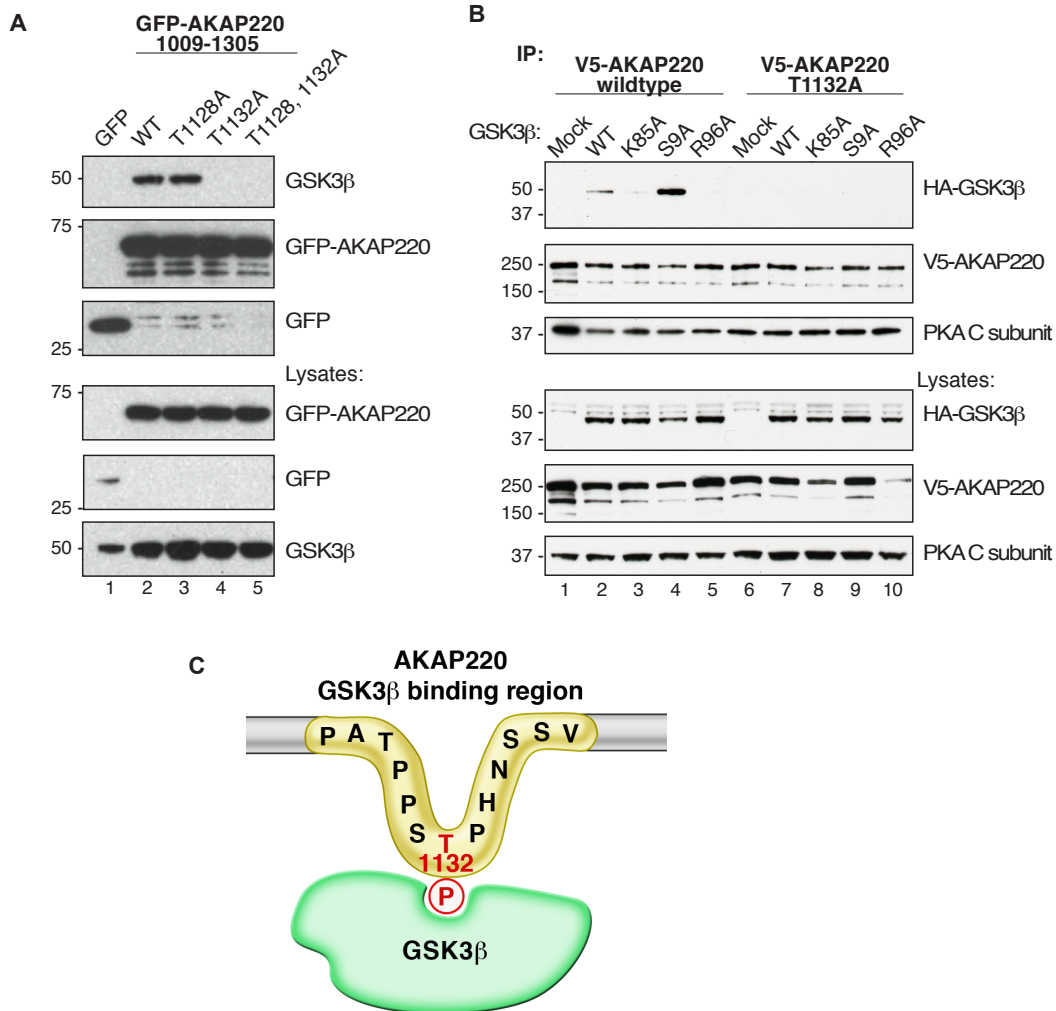 A
GFP-AKAP220
1009-1305
GFP
WT
T1128A
T1132A
T1128, 1132A
50
GSK3β
75
GFP-AKAP220
GFP
25
Lysates:
75
GFP-AKAP220
GFP
25
50
GSK3β
1 2 3 4 5
B
IP:
V5-AKAP220
wildtype
V5-AKAP220
T1132A
GSK3β: Mock WT K85A S9A R96A Mock WT K85A S9A R96A
50
HA-GSK3β
37
250
V5-AKAP220
150
37
PKA C subunit
Lysates:
50
HA-GSK3β
37
250
V5-AKAP220
150
37
PKA C subunit
1 2 3 4 5 6 7 8 9 10
C
AKAP220
GSK3β binding region
P A T P P S T P H N S S V
1132
P
GSK3β